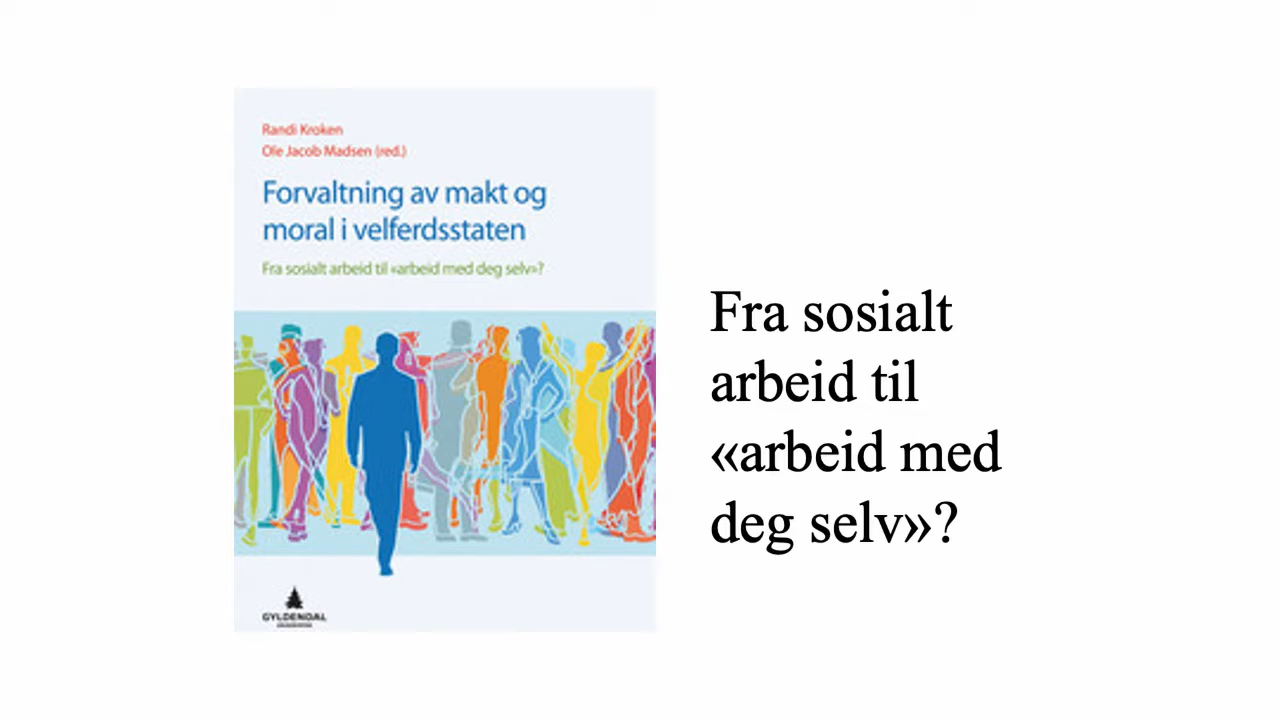 Randi Kroken
Ole Jacob Madsen (red.)
Forvaltning av makt og
moral i velferdsstaten
Fra sosialt arbeid til «arbeid med deg selv»?
GYLDENDAL
Fra sosialt
arbeid til
«arbeid med
deg selv»?